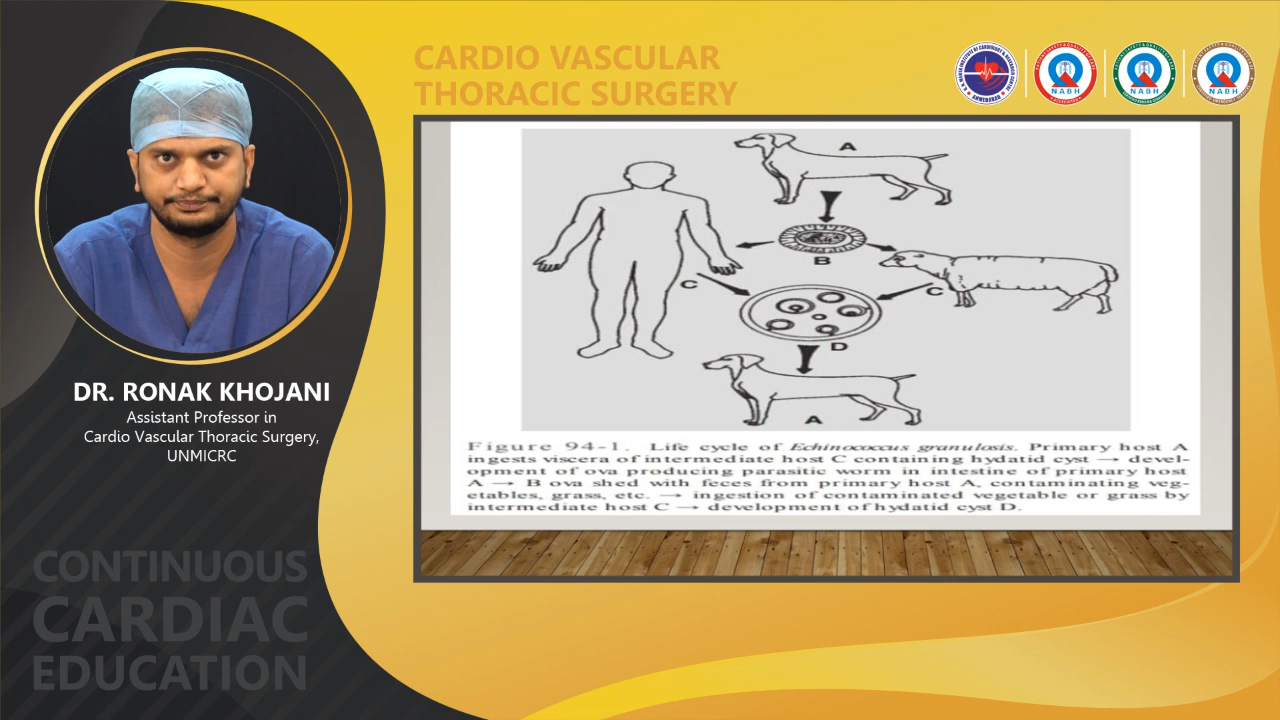 CARDIO VASCULAR
THORACIC SURGERY
NABH
NABH
NABH
A
B
C
C
D
A
Figure 94-1. Life cycle of Echinococcus granulosis. Primary host A
ingests viscera of intermediate host C containing hydatid cyst → devel-
opment of ova producing parasitic worm in intestine of primary host
A → B ova shed with feces from primary host A, contaminating veg-
etables, grass, etc. → ingestion of contaminated vegetable or grass by
intermediate host C → development of hydatid cyst D.
DR. RONAK KHOJANI
Assistant Professor in
Cardio Vascular Thoracic Surgery,
UNMICRC
CONTINUOUS
CARDIAC
EDUCATION